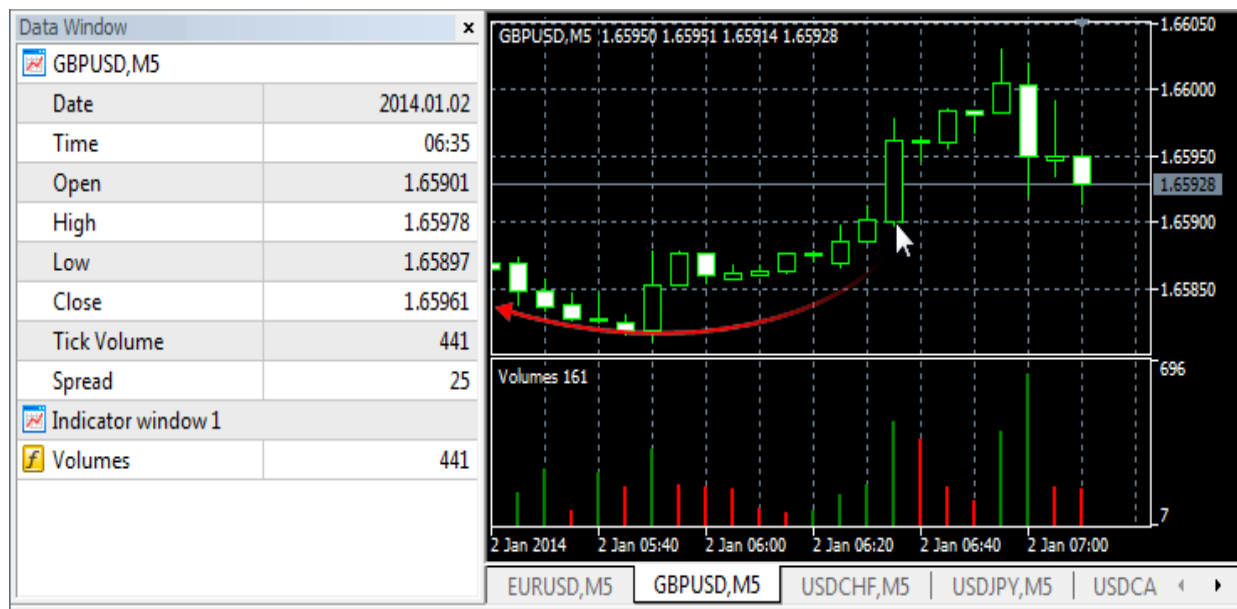 Data Window x
GBPUSD,M5
Date 2014.01.02
Time 06:35
Open 1.65901
High 1.65978
Low 1.65897
Close 1.65961
Tick Volume 441
Spread 25
Indicator window 1
f Volumes 441
GBPUSD,M5 1.65950 1.65951 1.65914 1.65928
1.66050
1.66000
1.65950
1.65928
1.65900
1.65850
Volumes 161
696
7
2 Jan 2014 2 Jan 05:40 2 Jan 06:00 2 Jan 06:20 2 Jan 06:40 2 Jan 07:00
EURUSD,M5 GBPUSD,M5 USDCHF,M5 USDJPY,M5 USDCA